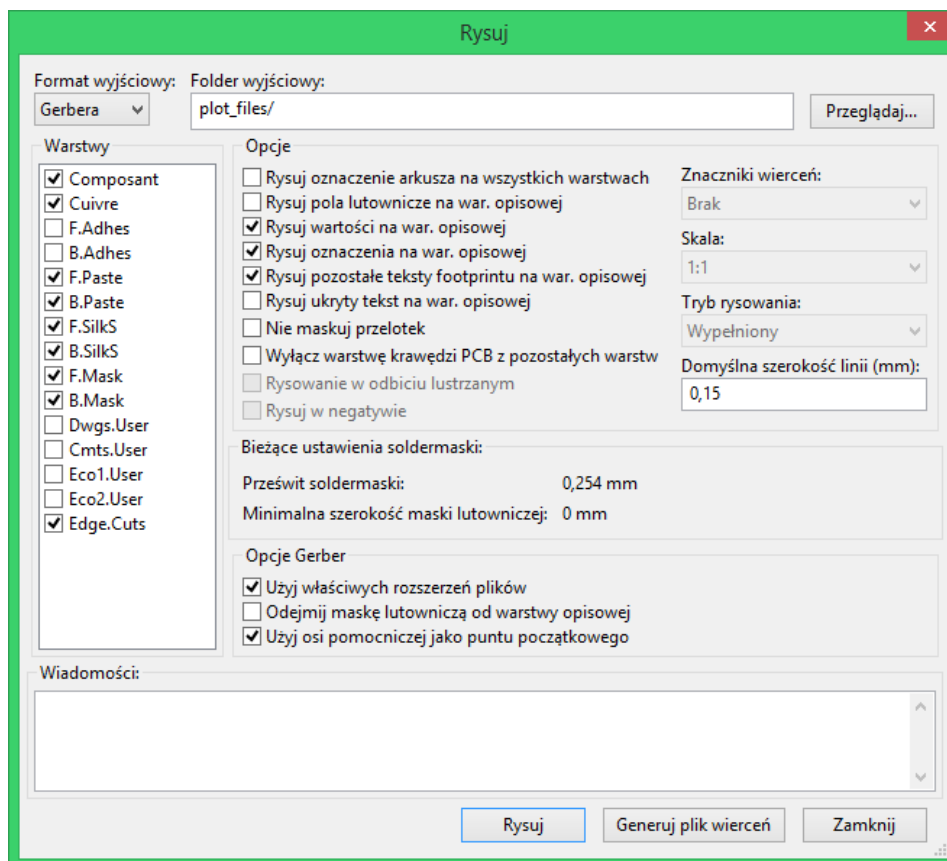 Rysuj
Format wyjściowy:
Folder wyjściowy:
Gerbera
plot_files/
Przeglądaj...
Warstwy
Composant
Cuivre
F.Adhes
B.Adhes
F.Paste
B.Paste
F.SilkS
B.SilkS
F.Mask
B.Mask
Dwgs.User
Cmts.User
Eco1.User
Eco2.User
Edge.Cuts
Opcje
Rysuj oznaczenie arkusza na wszystkich warstwach
Rysuj pola lutownicze na war. opisowej
Rysuj wartości na war. opisowej
Rysuj oznaczenia na war. opisowej
Rysuj pozostałe teksty footprintu na war. opisowej
Rysuj ukryty tekst na war. opisowej
Nie maskuj przelotek
Wyłącz warstwę krawędzi PCB z pozostałych warstw
Rysowanie w odbiciu lustrzanym
Rysuj w negatywie
Znaczniki wierceń:
Brak
Skala:
1:1
Tryb rysowania:
Wypełniony
Domyślna szerokość linii (mm):
0,15
Bieżące ustawienia soldermaski:
Prześwit soldermaski: 0,254 mm
Minimalna szerokość maski lutowniczej: 0 mm
Opcje Gerber
Użyj właściwych rozszerzeń plików
Odejmij maskę lutowniczą od warstwy opisowej
Użyj osi pomocniczej jako puntu początkowego
Wiadomości:
Rysuj
Generuj plik wierceń
Zamknij